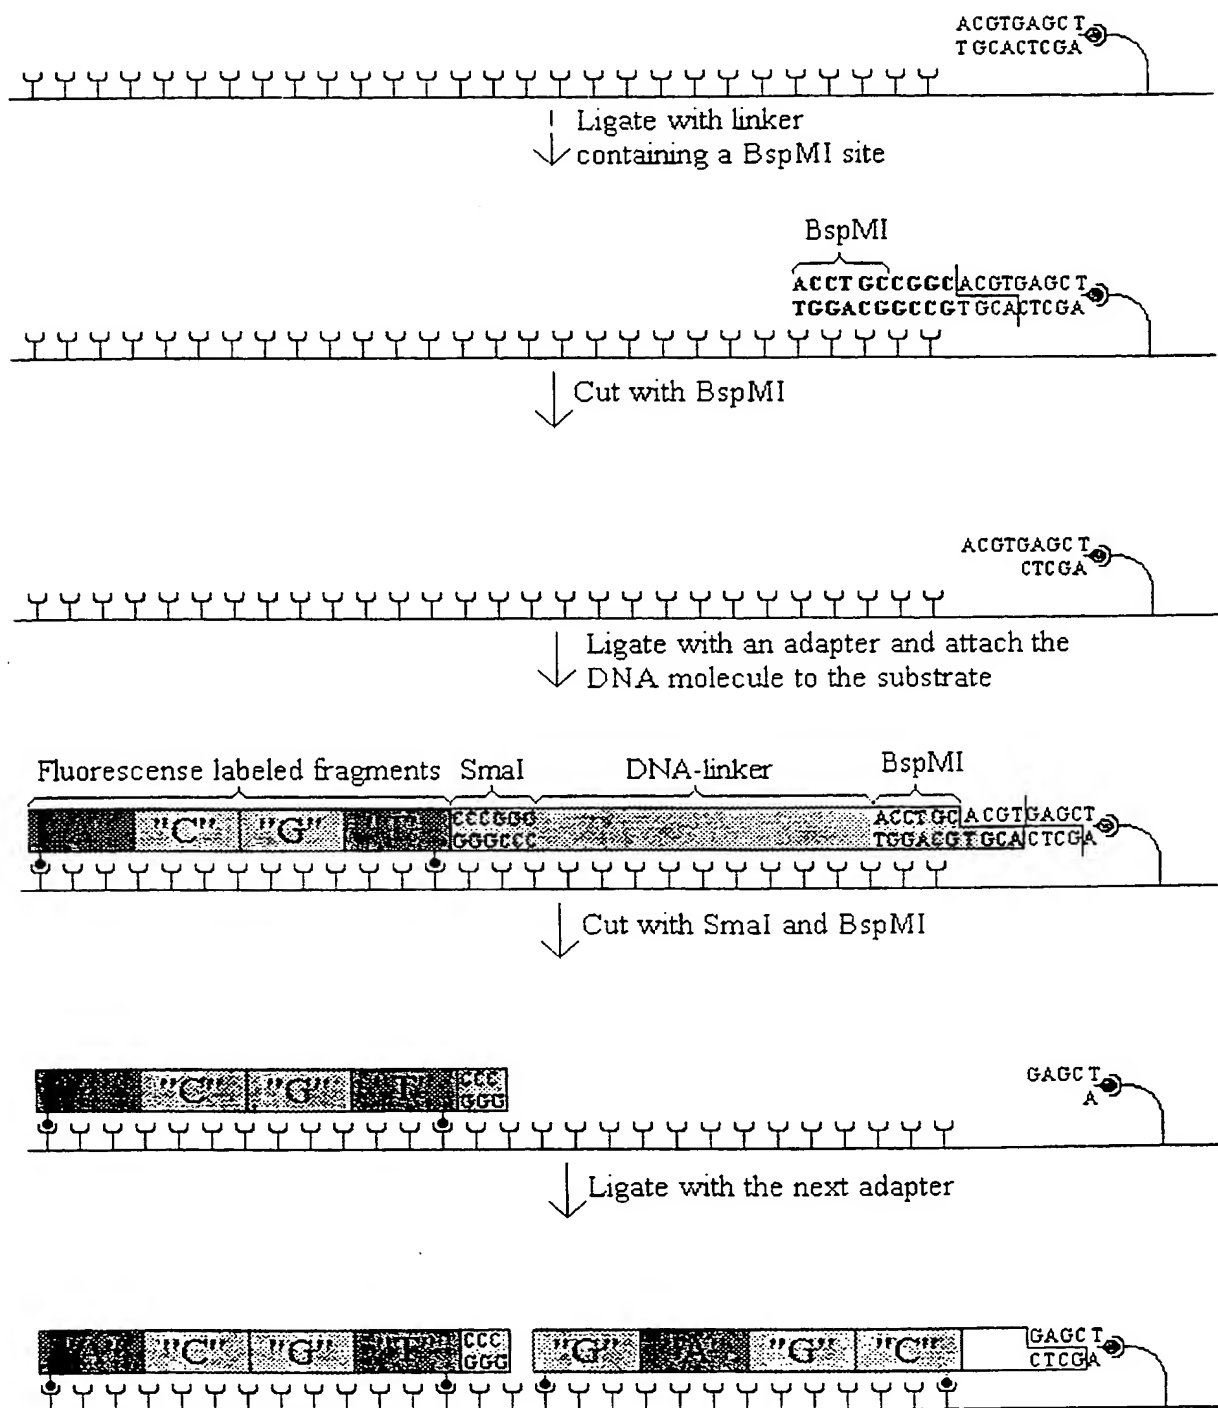 ACGTGAGCT
TGCACTCGA
Ligate with linker
containing a BspMI site
BspMI
ACCTGCCGGCACGTGAGCT
TGGACGGCCGTGCACTCGA
Cut with BspMI
ACGTGAGCT
CTCGA
Ligate with an adapter and attach the
DNA molecule to the substrate
Fluorescense labeled fragments SmaI DNA-linker BspMI
"C" "G" "T" CCCGGG ACCTGCACGTGAGCT
GGGCCC TGGACGTGCACTCGA
Cut with SmaI and BspMI
"C" "G" "T" CCC GAGCT
GGG A
Ligate with the next adapter
"A" "C" "G" "T" CCC "G" "A" "G" "C" GAGCT
GGG CTCGA